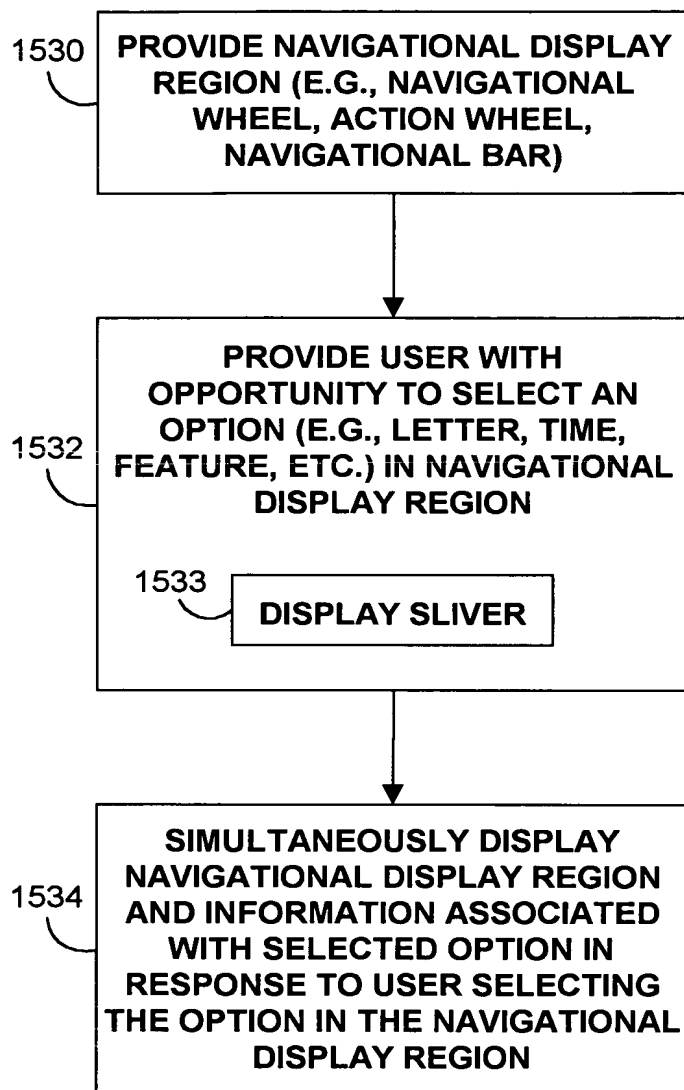 1530
PROVIDE NAVIGATIONAL DISPLAY
REGION (E.G., NAVIGATIONAL
WHEEL, ACTION WHEEL,
NAVIGATIONAL BAR)
1532
PROVIDE USER WITH
OPPORTUNITY TO SELECT AN
OPTION (E.G., LETTER, TIME,
FEATURE, ETC.) IN NAVIGATIONAL
DISPLAY REGION
1533
DISPLAY SLIVER
1534
SIMULTANEOUSLY DISPLAY
NAVIGATIONAL DISPLAY REGION
AND INFORMATION ASSOCIATED
WITH SELECTED OPTION IN
RESPONSE TO USER SELECTING
THE OPTION IN THE NAVIGATIONAL
DISPLAY REGION